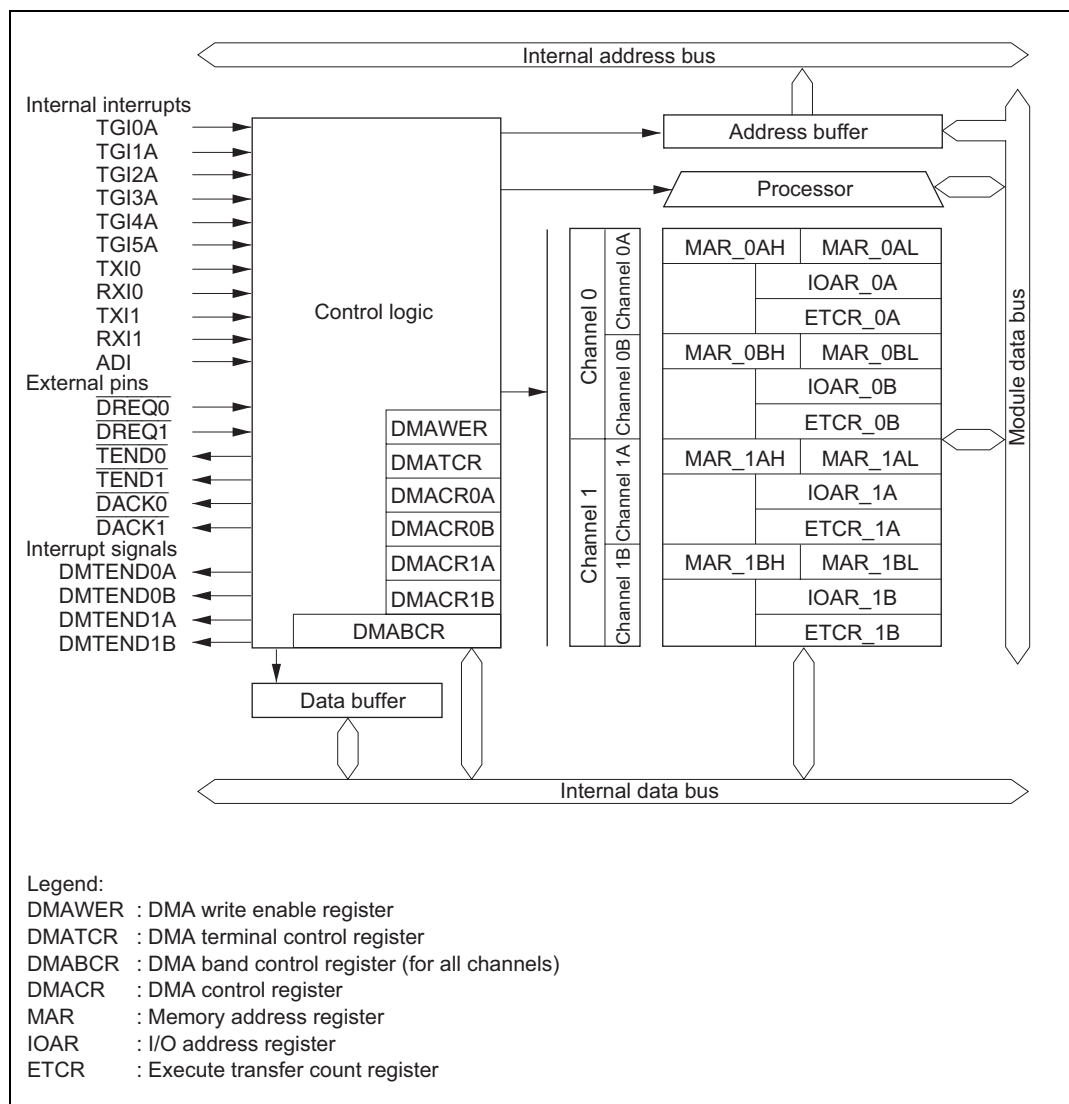 Internal address bus
Internal interrupts
TGI0A
TGI1A
TGI2A
TGI3A
TGI4A
TGI5A
TXI0
RXI0
TXI1
RXI1
ADI
External pins
DREQ0
DREQ1
TEND0
TEND1
DACK0
DACK1
Interrupt signals
DMTEND0A
DMTEND0B
DMTEND1A
DMTEND1B
Control logic
DMAWER
DMATCR
DMACR0A
DMACR0B
DMACR1A
DMACR1B
DMABCR
Data buffer
Address buffer
Processor
Channel 0
Channel 0A
Channel 0B
Channel 1
Channel 1A
Channel 1B
MAR_0AH MAR_0AL
IOAR_0A
ETCR_0A
MAR_0BH MAR_0BL
IOAR_0B
ETCR_0B
MAR_1AH MAR_1AL
IOAR_1A
ETCR_1A
MAR_1BH MAR_1BL
IOAR_1B
ETCR_1B
Module data bus
Internal data bus
Legend:
DMAWER : DMA write enable register
DMATCR : DMA terminal control register
DMABCR : DMA band control register (for all channels)
DMACR : DMA control register
MAR : Memory address register
IOAR : I/O address register
ETCR : Execute transfer count register